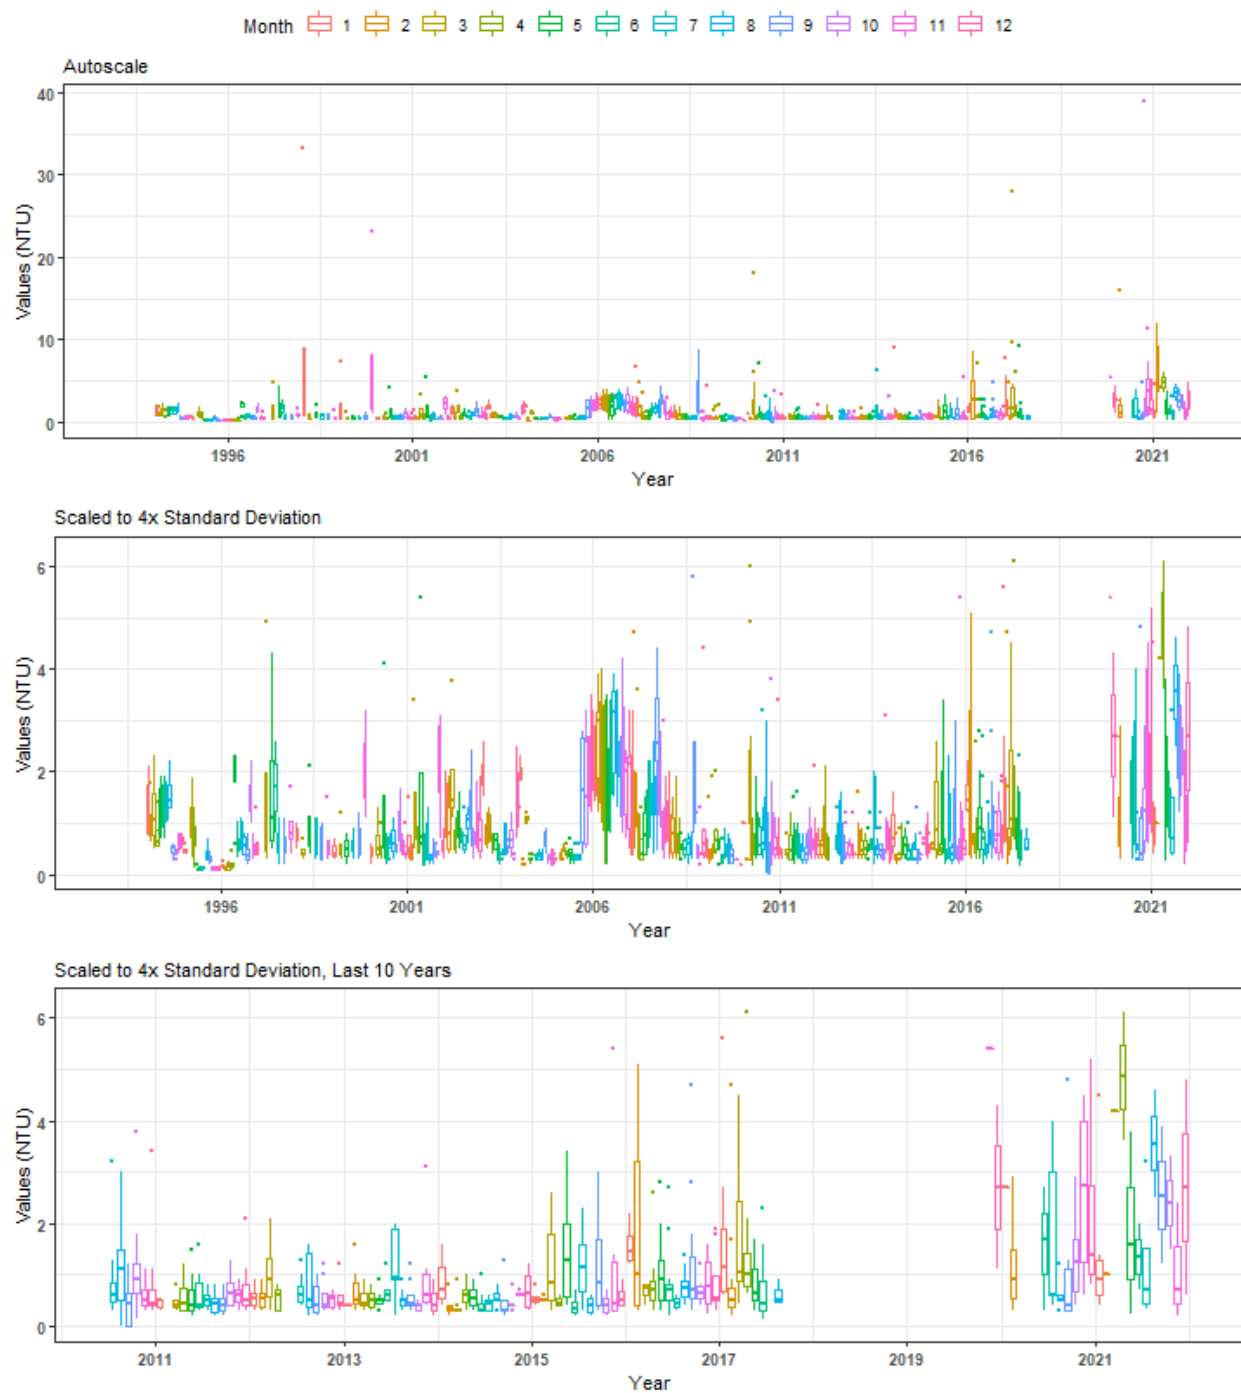 Month 1 2 3 4 5 6 7 8 9 10 11 12
Autoscale
40
30
20
10
0
Values (NTU)
1996 2001 2006 2011 2016 2021
Year
Scaled to 4x Standard Deviation
6
4
2
0
Values (NTU)
1996 2001 2006 2011 2016 2021
Year
Scaled to 4x Standard Deviation, Last 10 Years
6
4
2
0
Values (NTU)
2011 2013 2015 2017 2019 2021
Year